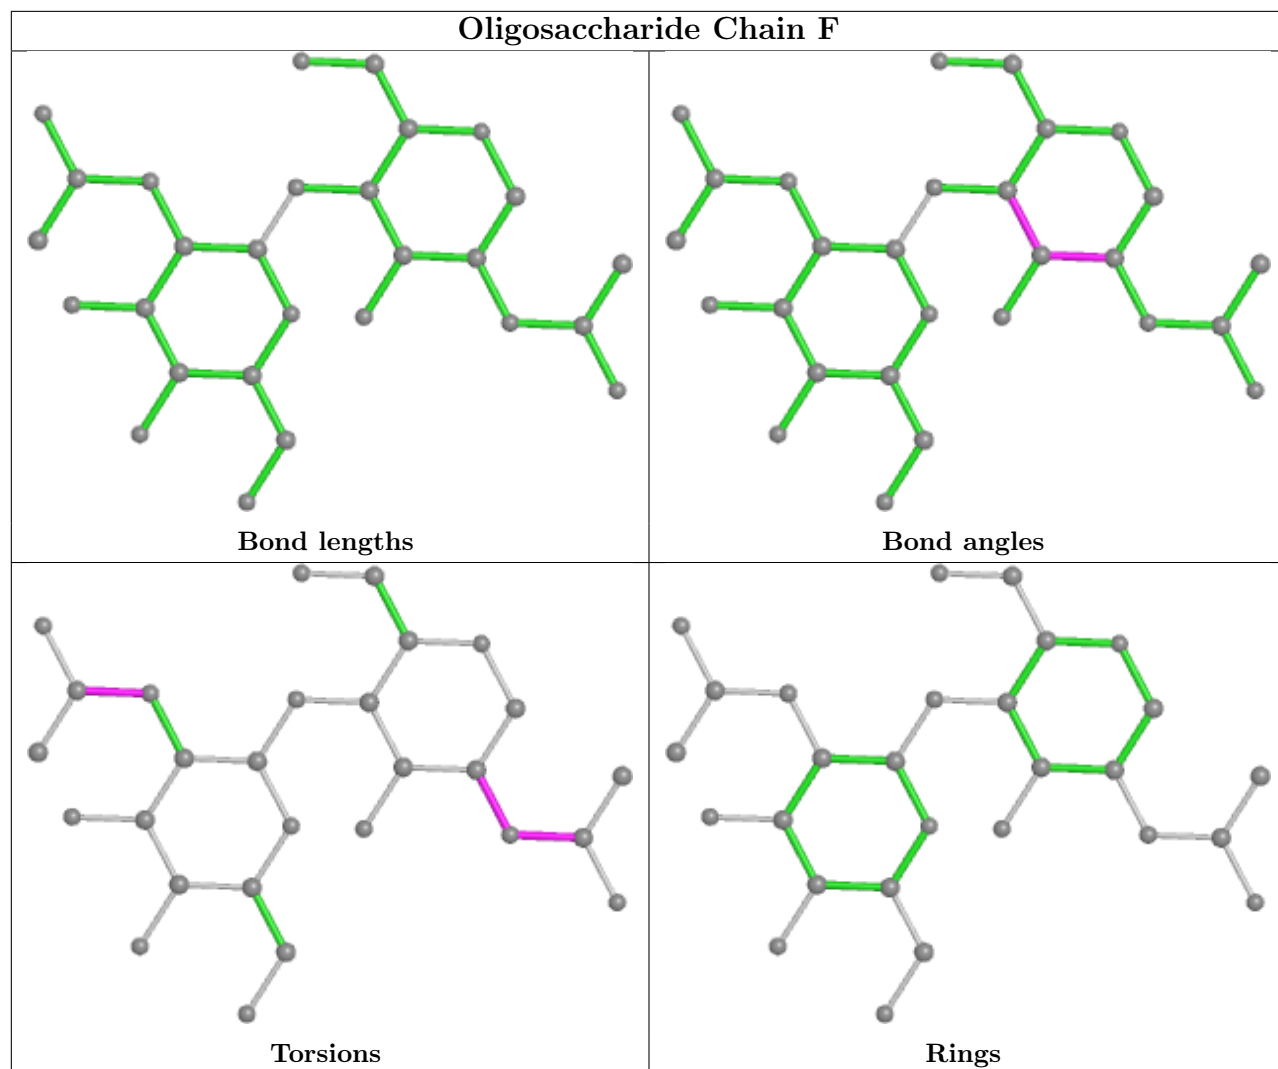 Oligosaccharide Chain F
Bond lengths
Bond angles
Torsions
Rings